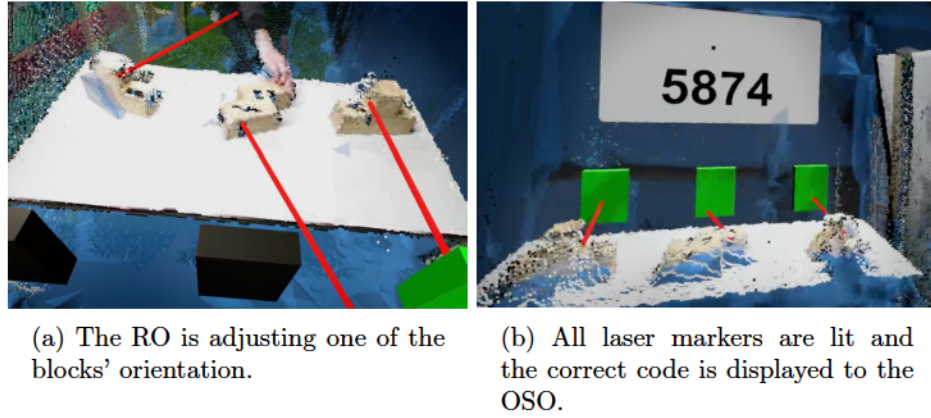 5874
(a) The RO is adjusting one of the
blocks' orientation.
(b) All laser markers are lit and
the correct code is displayed to the
OSO.